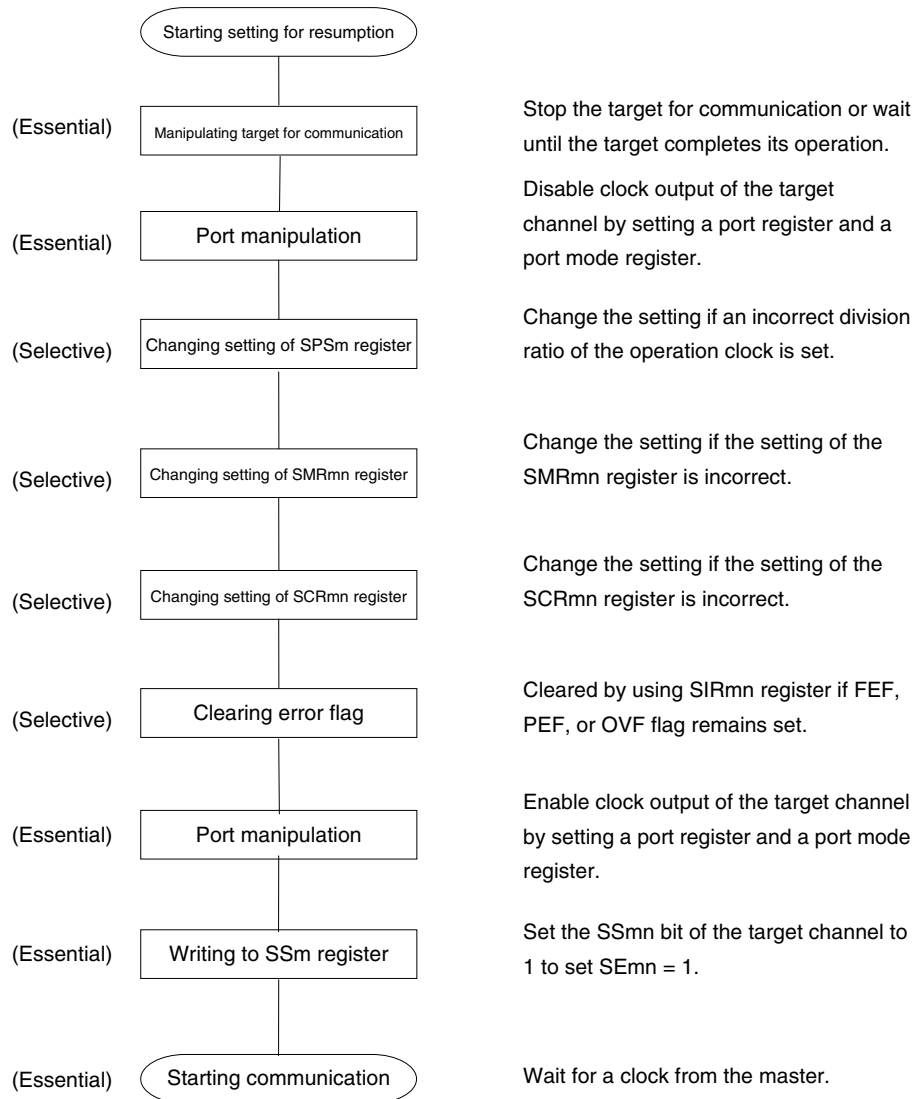 Starting setting for resumption
(Essential)
Manipulating target for communication
Stop the target for communication or wait
until the target completes its operation.
(Essential)
Port manipulation
Disable clock output of the target
channel by setting a port register and a
port mode register.
(Selective)
Changing setting of SPSm register
Change the setting if an incorrect division
ratio of the operation clock is set.
(Selective)
Changing setting of SMRmn register
Change the setting if the setting of the
SMRmn register is incorrect.
(Selective)
Changing setting of SCRmn register
Change the setting if the setting of the
SCRmn register is incorrect.
(Selective)
Clearing error flag
Cleared by using SIRmn register if FEF,
PEF, or OVF flag remains set.
(Essential)
Port manipulation
Enable clock output of the target channel
by setting a port register and a port mode
register.
(Essential)
Writing to SSm register
Set the SSmn bit of the target channel to
1 to set SEmn = 1.
(Essential)
Starting communication
Wait for a clock from the master.